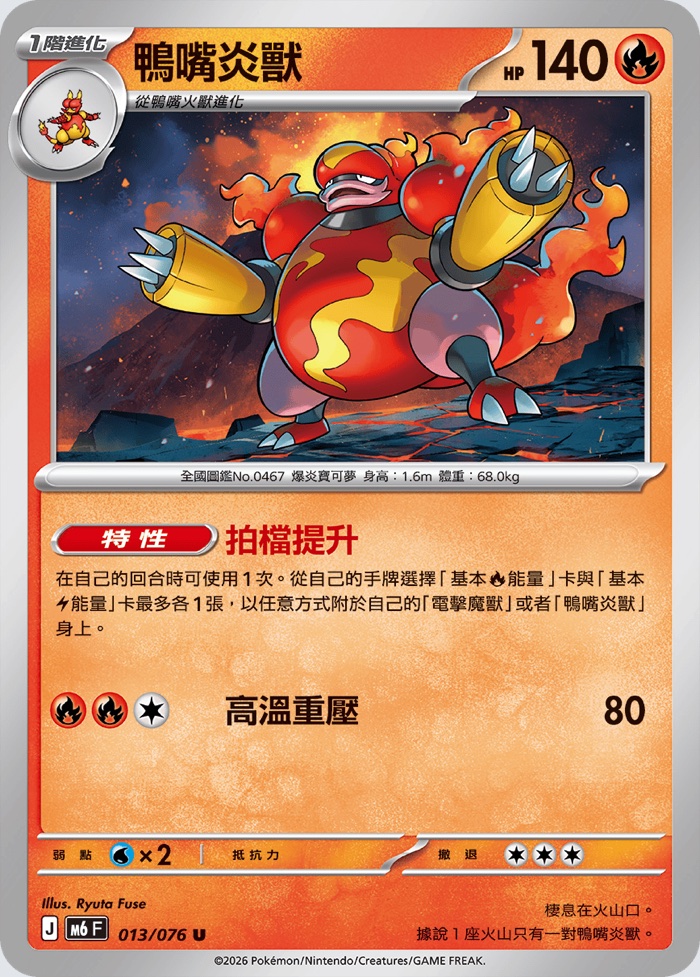 1階進化
鴨嘴炎獸
HP 140
從鴨嘴火獸進化
全國圖鑑No.0467 爆炎寶可夢 身高：1.6m 體重：68.0kg
特性 拍檔提升
在自己的回合時可使用1次。從自己的手牌選擇「基本能量」卡與「基本
能量」卡最多各1張，以任意方式附於自己的「電擊魔獸」或者「鴨嘴炎獸」
身上。
高溫重壓 80
弱點 ×2 抵抗力 撤退
Illus. Ryuta Fuse
J M6 F 013/076 U
棲息在火山口。
據說1座火山只有一對鴨嘴炎獸。
©2026 Pokémon/Nintendo/Creatures/GAME FREAK.